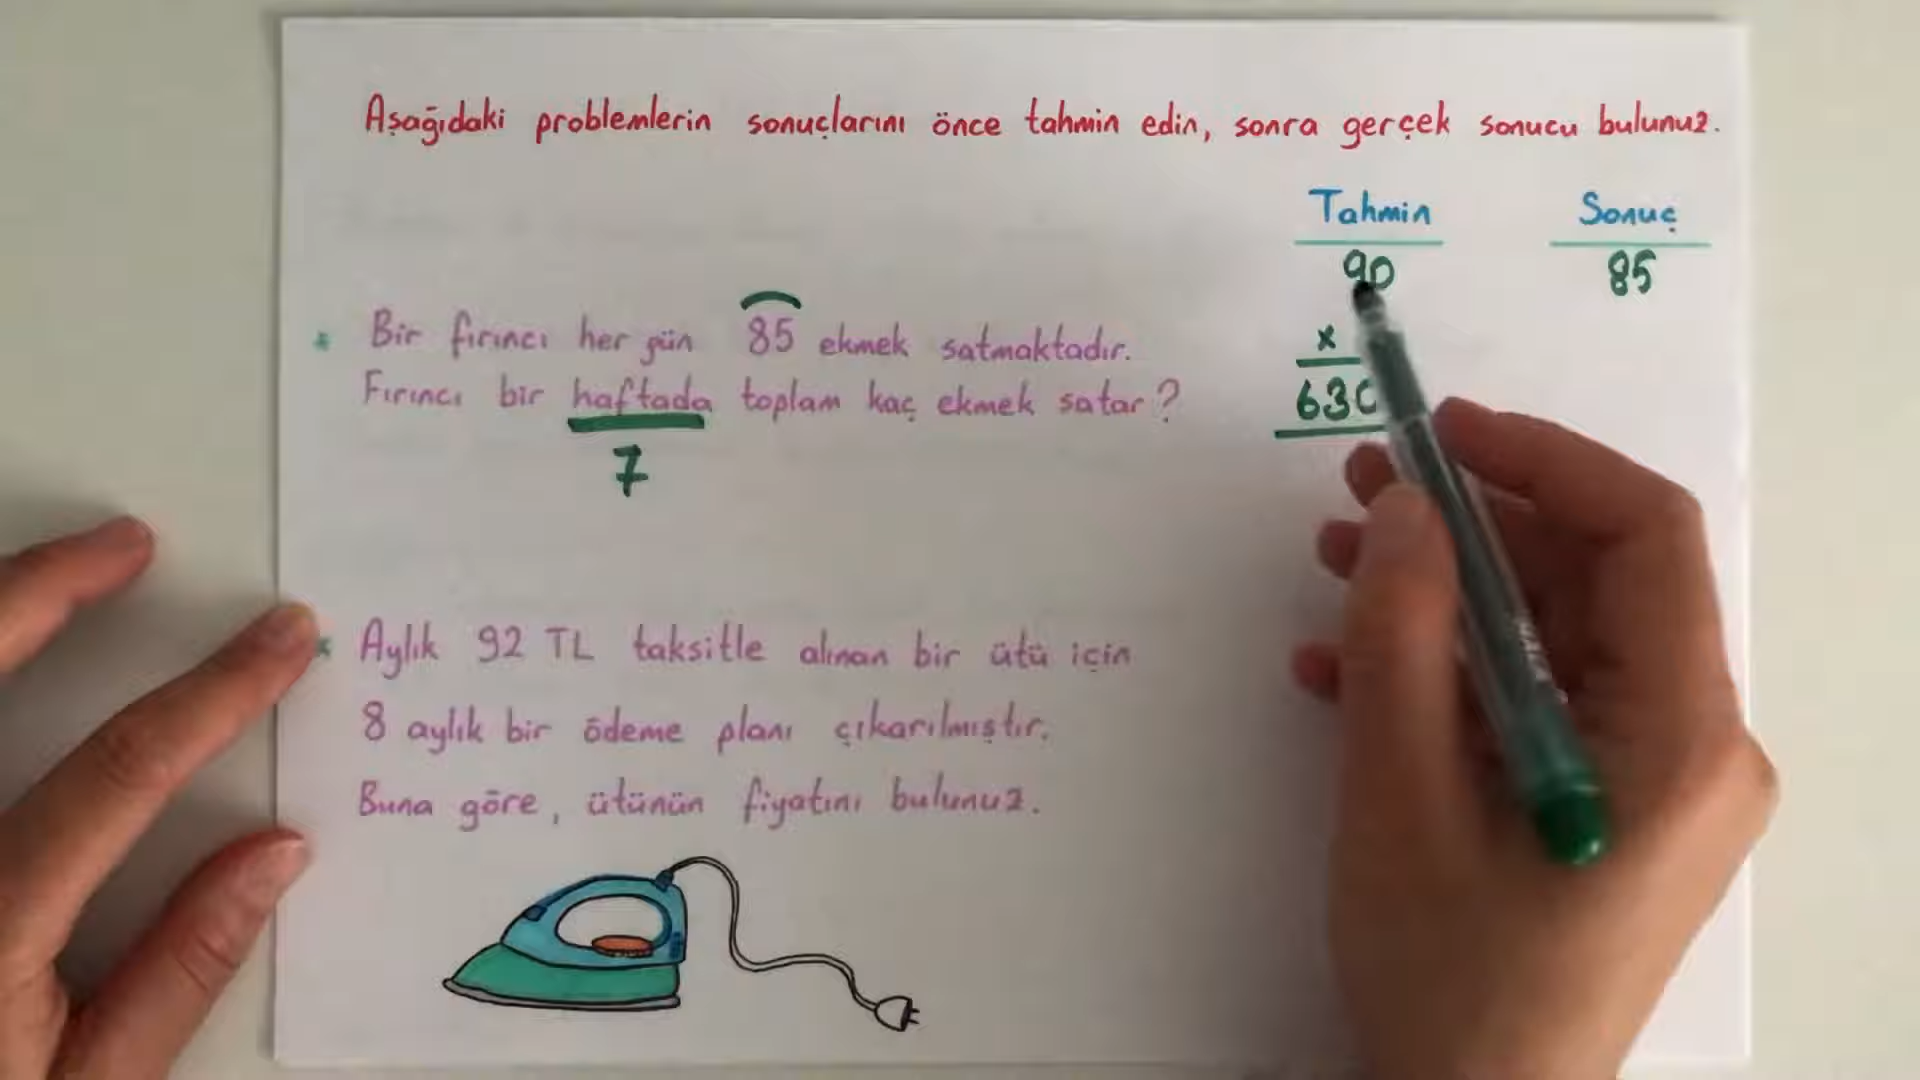 Aşağıdaki problemlerin sonuçlarını önce tahmin edin, sonra gerçek sonucu bulunuz.
Tahmin Sonuç
90 85
Bir fırıncı her gün 85 ekmek satmaktadır.
x
Fırıncı bir haftada toplam kaç ekmek satar?
630
7
Aylık 92 TL taksitle alınan bir ütü için
8 aylık bir ödeme planı çıkarılmıştır.
Buna göre, ütünün fiyatını bulunuz.